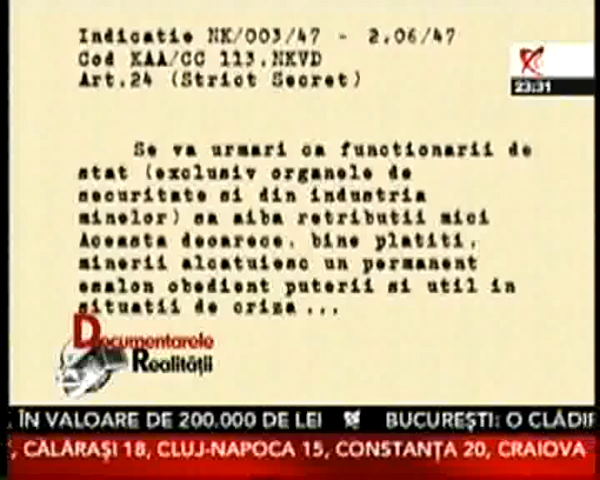 Indicatie NK/003/47 - 2.06/47
Cod KAA/CC 113.NKVD
Art.24 (Strict Secret)
23:31
Se va urmari ca functionarii de
stat (exclusiv organele de
securitate si din industria
minelor) sa aiba retributii mici
Aceasta deoarece, bine platiti,
minerii alcatuiesc un permanent
esalon obedient puterii si util in
situatii de criza ...
Documentarele
Realității
ÎN VALOARE DE 200.000 DE LEI BUCUREȘTI: O CLĂDIR
, CĂLĂRAȘI 18, CLUJ-NAPOCA 15, CONSTANȚA 20, CRAIOVA